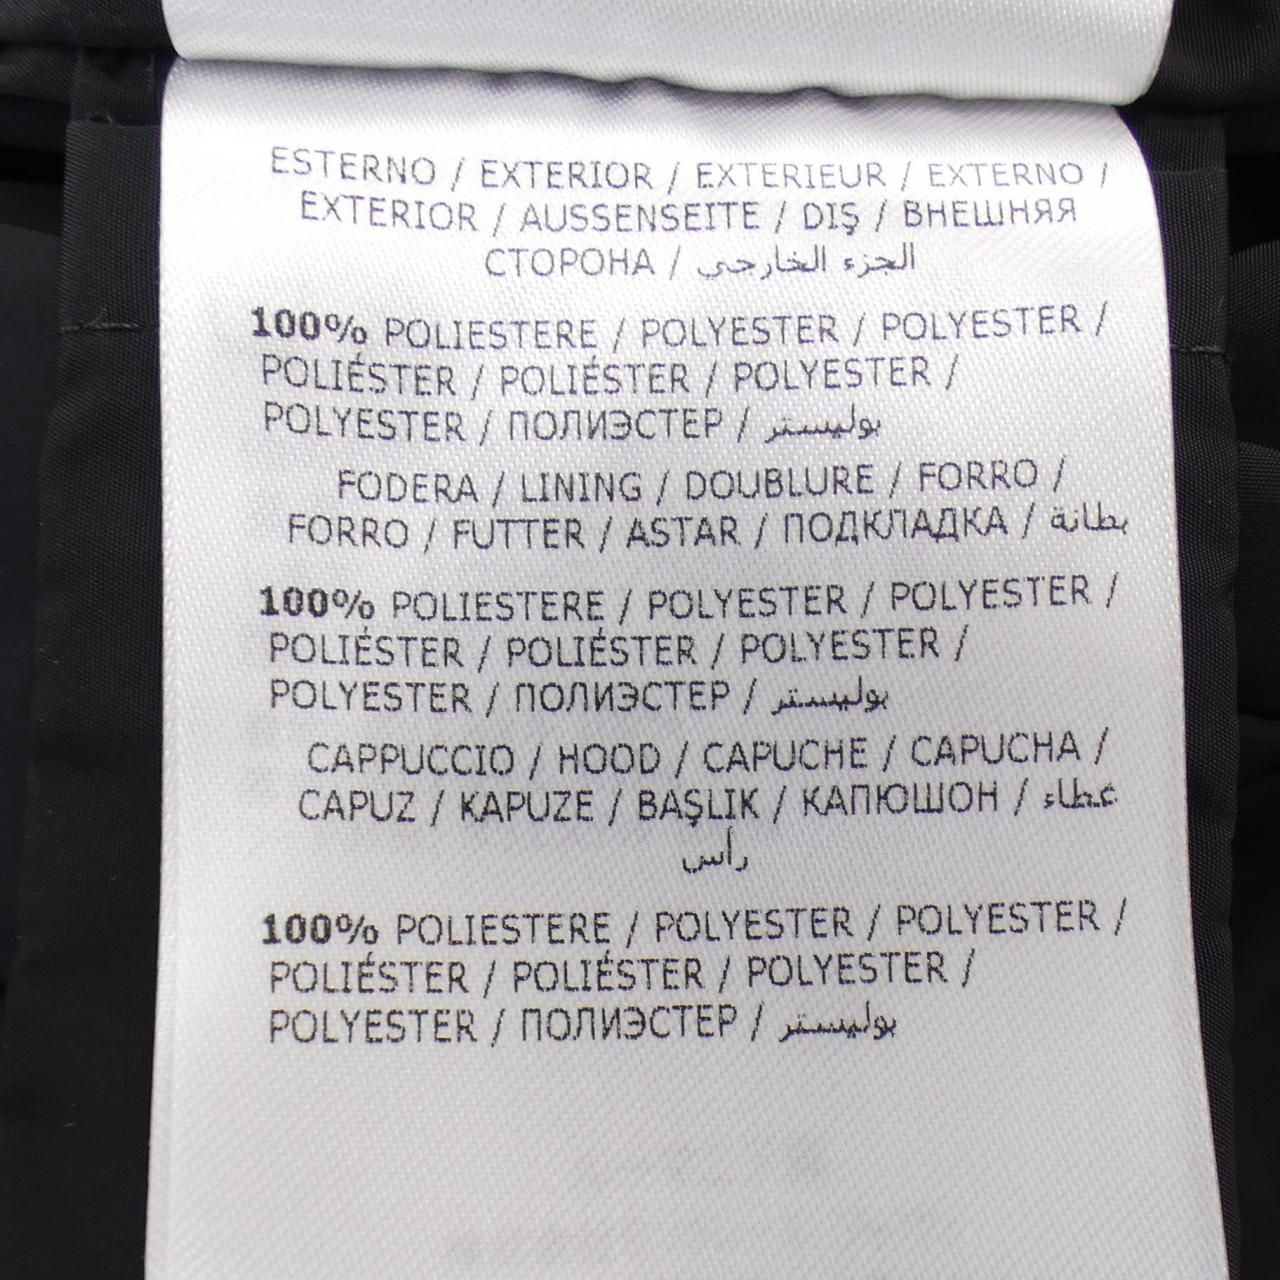 ESTERNO / EXTERIOR / EXTERIEUR / EXTERNO /
EXTERIOR / AUSSENSEITE / DIŞ / ВНЕШНЯЯ
СТОРОНА / الجزء الخارجي
100% POLIESTERE / POLYESTER / POLYESTER /
POLIÉSTER / POLIÉSTER / POLYESTER /
POLYESTER / ПОЛИЭСТЕР / بوليستر
FODERA / LINING / DOUBLURE / FORRO /
FORRO / FUTTER / ASTAR / ПОДКЛАДКА / بطانة
100% POLIESTERE / POLYESTER / POLYESTER /
POLIÉSTER / POLIÉSTER / POLYESTER /
POLYESTER / ПОЛИЭСТЕР / بوليستر
CAPPUCCIO / HOOD / CAPUCHE / CAPUCHA /
CAPUZ / KAPUZE / BAŞLIK / КАПЮШОН / غطاء
رأس
100% POLIESTERE / POLYESTER / POLYESTER /
POLIÉSTER / POLIÉSTER / POLYESTER /
POLYESTER / ПОЛИЭСТЕР / بوليستر